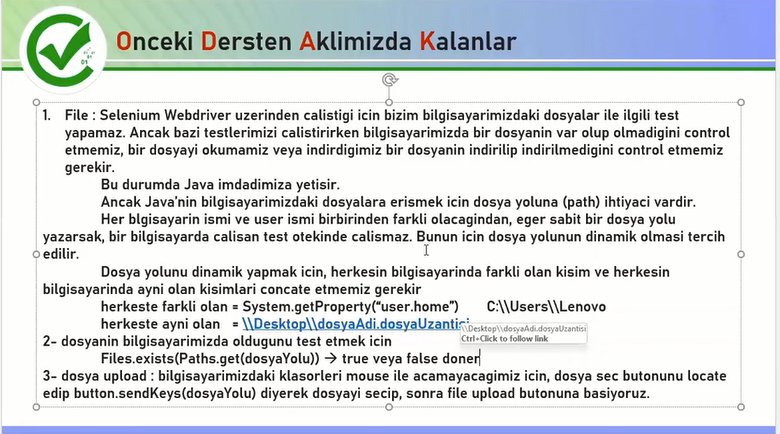 Onceki Dersten Aklimizda Kalanlar
1. File : Selenium Webdriver uzerinden calistigi icin bizim bilgisayarimizdaki dosyalar ile ilgili test
yapamaz. Ancak bazi testlerimizi calistirirken bilgisayarimizda bir dosyanin var olup olmadigini control
etmemiz, bir dosyayi okumamiz veya indirdigimiz bir dosyanin indirilip indirilmedigini control etmemiz
gerekir.
Bu durumda Java imdadimiza yetisir.
Ancak Java'nin bilgisayarimizdaki dosyalara erismek icin dosya yoluna (path) ihtiyaci vardir.
Her bIgisayarin ismi ve user ismi birbirinden farkli olacagindan, eger sabit bir dosya yolu
yazarsak, bir bilgisayarda calisan test otekinde calismaz. Bunun icin dosya yolunun dinamik olmasi tercih
edilir.
Dosya yolunu dinamik yapmak icin, herkesin bilgisayarinda farkli olan kisim ve herkesin
bilgisayarinda ayni olan kisimlari concate etmemiz gerekir
herkeste farkli olan = System.getProperty("user.home") C:\\Users\\Lenovo
herkeste ayni olan = \\Desktop\\dosyaAdi.dosyaUzantisi
\\Desktop\\dosyaAdi.dosyaUzantisi
Ctrl+Click to follow link
2- dosyanin bilgisayarimizda oldugunu test etmek icin
Files.exists(Paths.get(dosyaYolu)) → true veya false doner
3- dosya upload : bilgisayarimizdaki klasorleri mouse ile acamayacagimiz icin, dosya sec butonunu locate
edip button.sendKeys(dosyaYolu) diyerek dosyayi secip, sonra file upload butonuna basiyoruz.